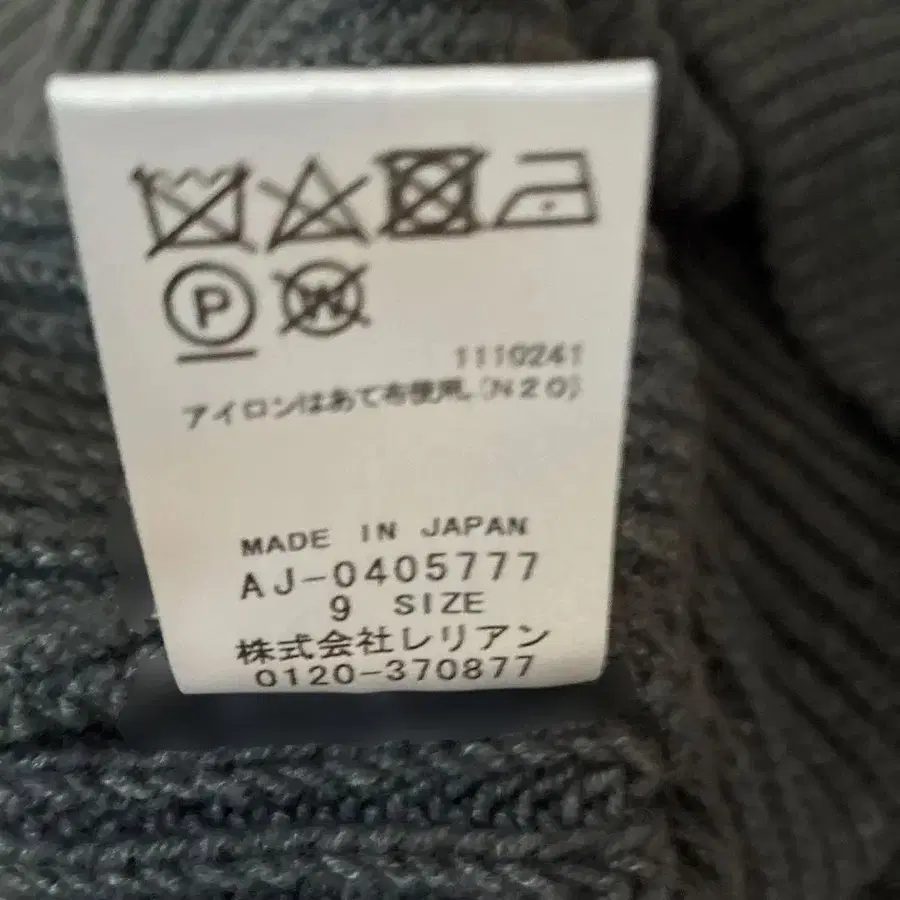 P W
1110241
アイロンはあて布使用。(N20)
MADE IN JAPAN
AJ-0405777
9 SIZE
株式会社レリアン
0120-370877